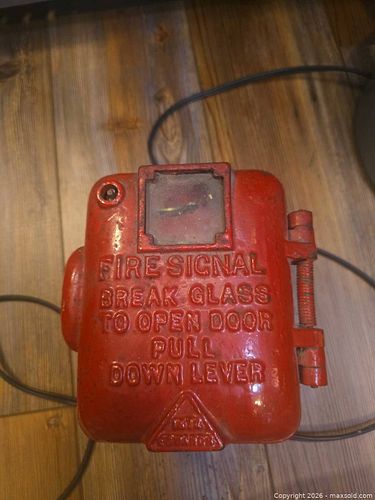 FIRE SIGNAL
BREAK GLASS
TO OPEN DOOR
PULL
DOWN LEVER
Copyright 2026 - maxsold.com